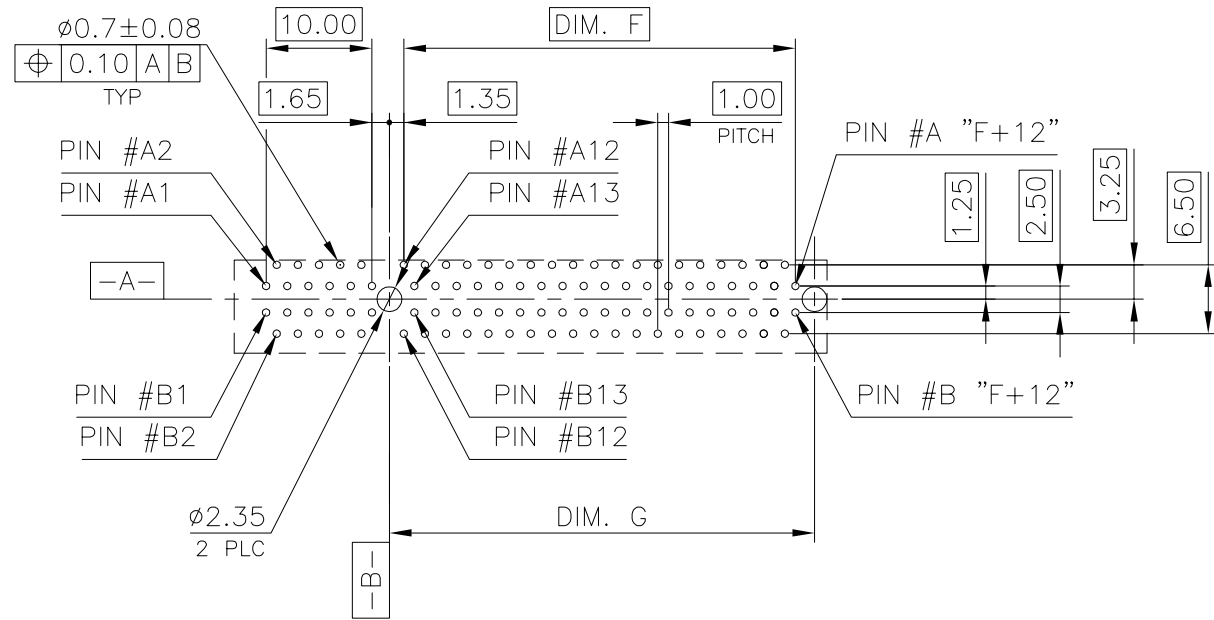 ø0.7±0.08
⌖ 0.10 A B
TYP
10.00
DIM. F
1.65
1.35
1.00
PITCH
PIN #A2
PIN #A1
PIN #A12
PIN #A13
PIN #A "F+12"
1.25
2.50
3.25
6.50
-A-
PIN #B1
PIN #B2
PIN #B13
PIN #B12
PIN #B "F+12"
ø2.35
2 PLC
DIM. G
-B-